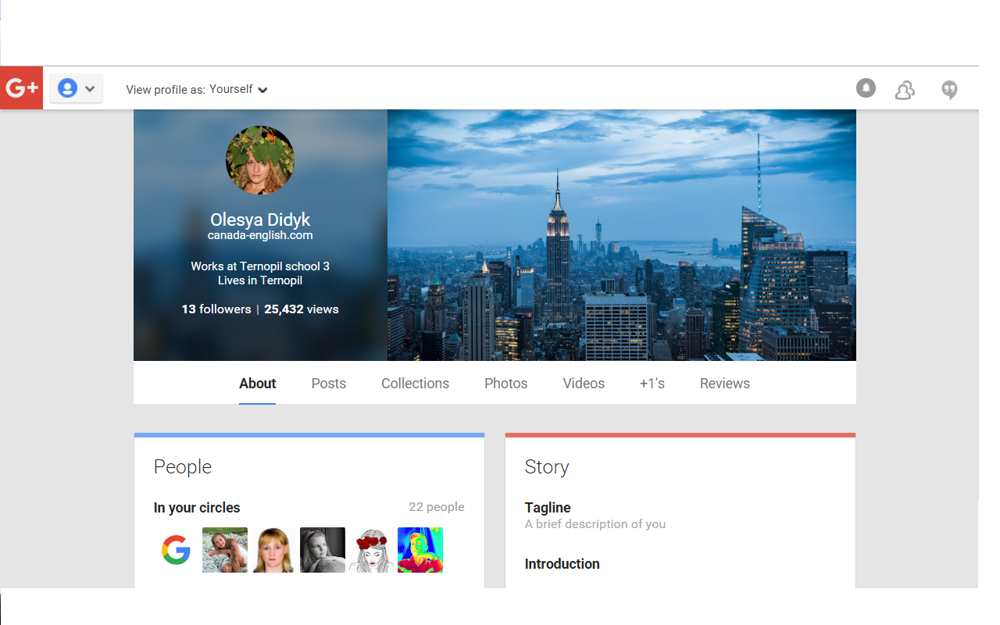 G+
View profile as: Yourself
Olesya Didyk
canada-english.com
Works at Ternopil school 3
Lives in Ternopil
13 followers | 25,432 views
About Posts Collections Photos Videos +1's Reviews
People
In your circles 22 people
G
Story
Tagline
A brief description of you
Introduction